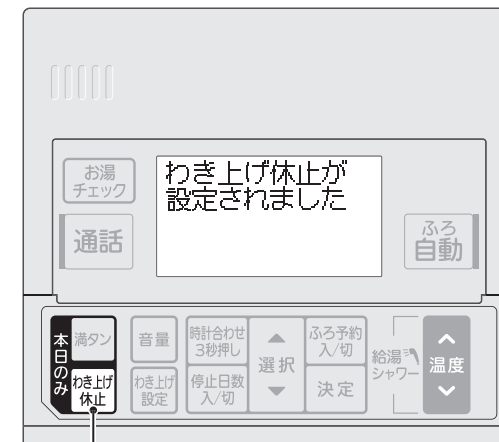 お湯
チェック
わき上げ休止が
設定されました
通話
ふろ
自動
本日のみ
満タン
音量
時計合わせ
3秒押し
選択
ふろ予約
入/切
給湯
シャワー
温度
わき上げ
休止
わき上げ
設定
停止日数
入/切
決定